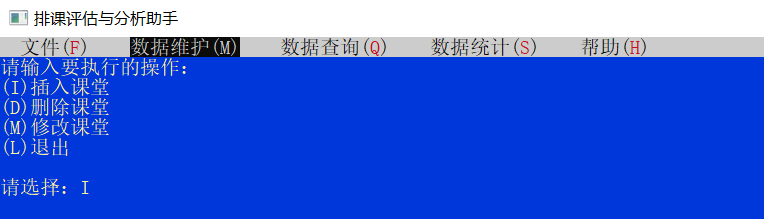 排课评估与分析助手
文件(F) 数据维护(M) 数据查询(Q) 数据统计(S) 帮助(H)
请输入要执行的操作:
(I)插入课堂
(D)删除课堂
(M)修改课堂
(L)退出
请选择: I